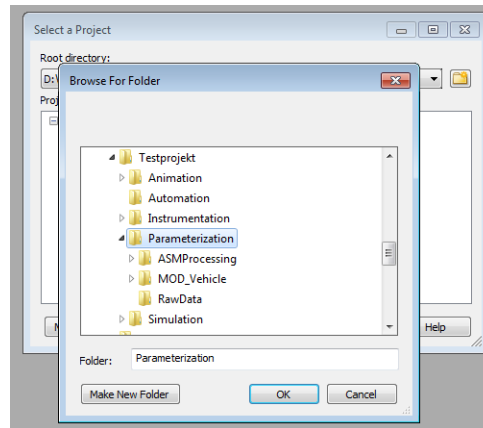 Select a Project
Root directory:
D:\
Browse For Folder
Proj
Testprojekt
Animation
Automation
Instrumentation
Parameterization
ASMProcessing
MOD_Vehicle
RawData
Simulation
Folder: Parameterization
Help
Make New Folder OK Cancel